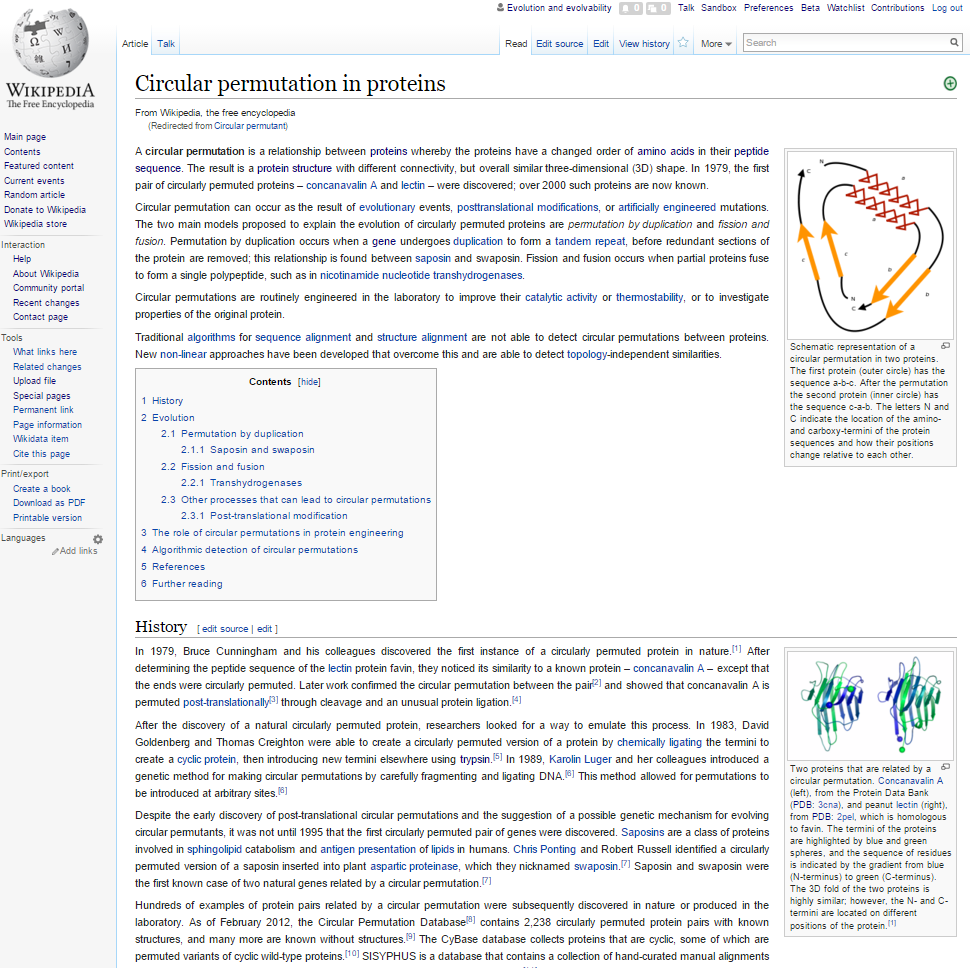 Evolution and evolvability 0 0 Talk Sandbox Preferences Beta Watchlist Contributions Log out
Article Talk Read Edit source Edit View history More Search
WIKIPEDIA
The Free Encyclopedia
Main page
Contents
Featured content
Current events
Random article
Donate to Wikipedia
Wikipedia store
Interaction
Help
About Wikipedia
Community portal
Recent changes
Contact page
Tools
What links here
Related changes
Upload file
Special pages
Permanent link
Page information
Wikidata item
Cite this page
Print/export
Create a book
Download as PDF
Printable version
Languages
Add links
Circular permutation in proteins
From Wikipedia, the free encyclopedia
(Redirected from Circular permutant)
A circular permutation is a relationship between proteins whereby the proteins have a changed order of amino acids in their peptide
sequence. The result is a protein structure with different connectivity, but overall similar three-dimensional (3D) shape. In 1979, the first
pair of circularly permuted proteins – concanavalin A and lectin – were discovered; over 2000 such proteins are now known.
Circular permutation can occur as the result of evolutionary events, posttranslational modifications, or artificially engineered mutations.
The two main models proposed to explain the evolution of circularly permuted proteins are permutation by duplication and fission and
fusion. Permutation by duplication occurs when a gene undergoes duplication to form a tandem repeat, before redundant sections of
the protein are removed; this relationship is found between saposin and swaposin. Fission and fusion occurs when partial proteins fuse
to form a single polypeptide, such as in nicotinamide nucleotide transhydrogenases.
Circular permutations are routinely engineered in the laboratory to improve their catalytic activity or thermostability, or to investigate
properties of the original protein.
Traditional algorithms for sequence alignment and structure alignment are not able to detect circular permutations between proteins.
New non-linear approaches have been developed that overcome this and are able to detect topology-independent similarities.
Schematic representation of a
circular permutation in two proteins.
The first protein (outer circle) has the
sequence a-b-c. After the permutation
the second protein (inner circle) has
the sequence c-a-b. The letters N and
C indicate the location of the amino-
and carboxy-termini of the protein
sequences and how their positions
change relative to each other.
Contents [hide]
1 History
2 Evolution
2.1 Permutation by duplication
2.1.1 Saposin and swaposin
2.2 Fission and fusion
2.2.1 Transhydrogenases
2.3 Other processes that can lead to circular permutations
2.3.1 Post-translational modification
3 The role of circular permutations in protein engineering
4 Algorithmic detection of circular permutations
5 References
6 Further reading
History [ edit source | edit ]
In 1979, Bruce Cunningham and his colleagues discovered the first instance of a circularly permuted protein in nature.[1] After
determining the peptide sequence of the lectin protein favin, they noticed its similarity to a known protein – concanavalin A – except that
the ends were circularly permuted. Later work confirmed the circular permutation between the pair[2] and showed that concanavalin A is
permuted post-translationally[3] through cleavage and an unusual protein ligation.[4]
After the discovery of a natural circularly permuted protein, researchers looked for a way to emulate this process. In 1983, David
Goldenberg and Thomas Creighton were able to create a circularly permuted version of a protein by chemically ligating the termini to
create a cyclic protein, then introducing new termini elsewhere using trypsin.[5] In 1989, Karolin Luger and her colleagues introduced a
genetic method for making circular permutations by carefully fragmenting and ligating DNA.[6] This method allowed for permutations to
be introduced at arbitrary sites.[6]
Despite the early discovery of post-translational circular permutations and the suggestion of a possible genetic mechanism for evolving
circular permutants, it was not until 1995 that the first circularly permuted pair of genes were discovered. Saposins are a class of proteins
involved in sphingolipid catabolism and antigen presentation of lipids in humans. Chris Ponting and Robert Russell identified a circularly
permuted version of a saposin inserted into plant aspartic proteinase, which they nicknamed swaposin.[7] Saposin and swaposin were
the first known case of two natural genes related by a circular permutation.[7]
Hundreds of examples of protein pairs related by a circular permutation were subsequently discovered in nature or produced in the
laboratory. As of February 2012, the Circular Permutation Database[8] contains 2,238 circularly permuted protein pairs with known
structures, and many more are known without structures.[9] The CyBase database collects proteins that are cyclic, some of which are
permuted variants of cyclic wild-type proteins.[10] SISYPHUS is a database that contains a collection of hand-curated manual alignments
Two proteins that are related by a
circular permutation. Concanavalin A
(left), from the Protein Data Bank
(PDB: 3cna), and peanut lectin (right),
from PDB: 2pel, which is homologous
to favin. The termini of the proteins
are highlighted by blue and green
spheres, and the sequence of residues
is indicated by the gradient from blue
(N-terminus) to green (C-terminus).
The 3D fold of the two proteins is
highly similar; however, the N- and C-
termini are located on different
positions of the protein.[1]